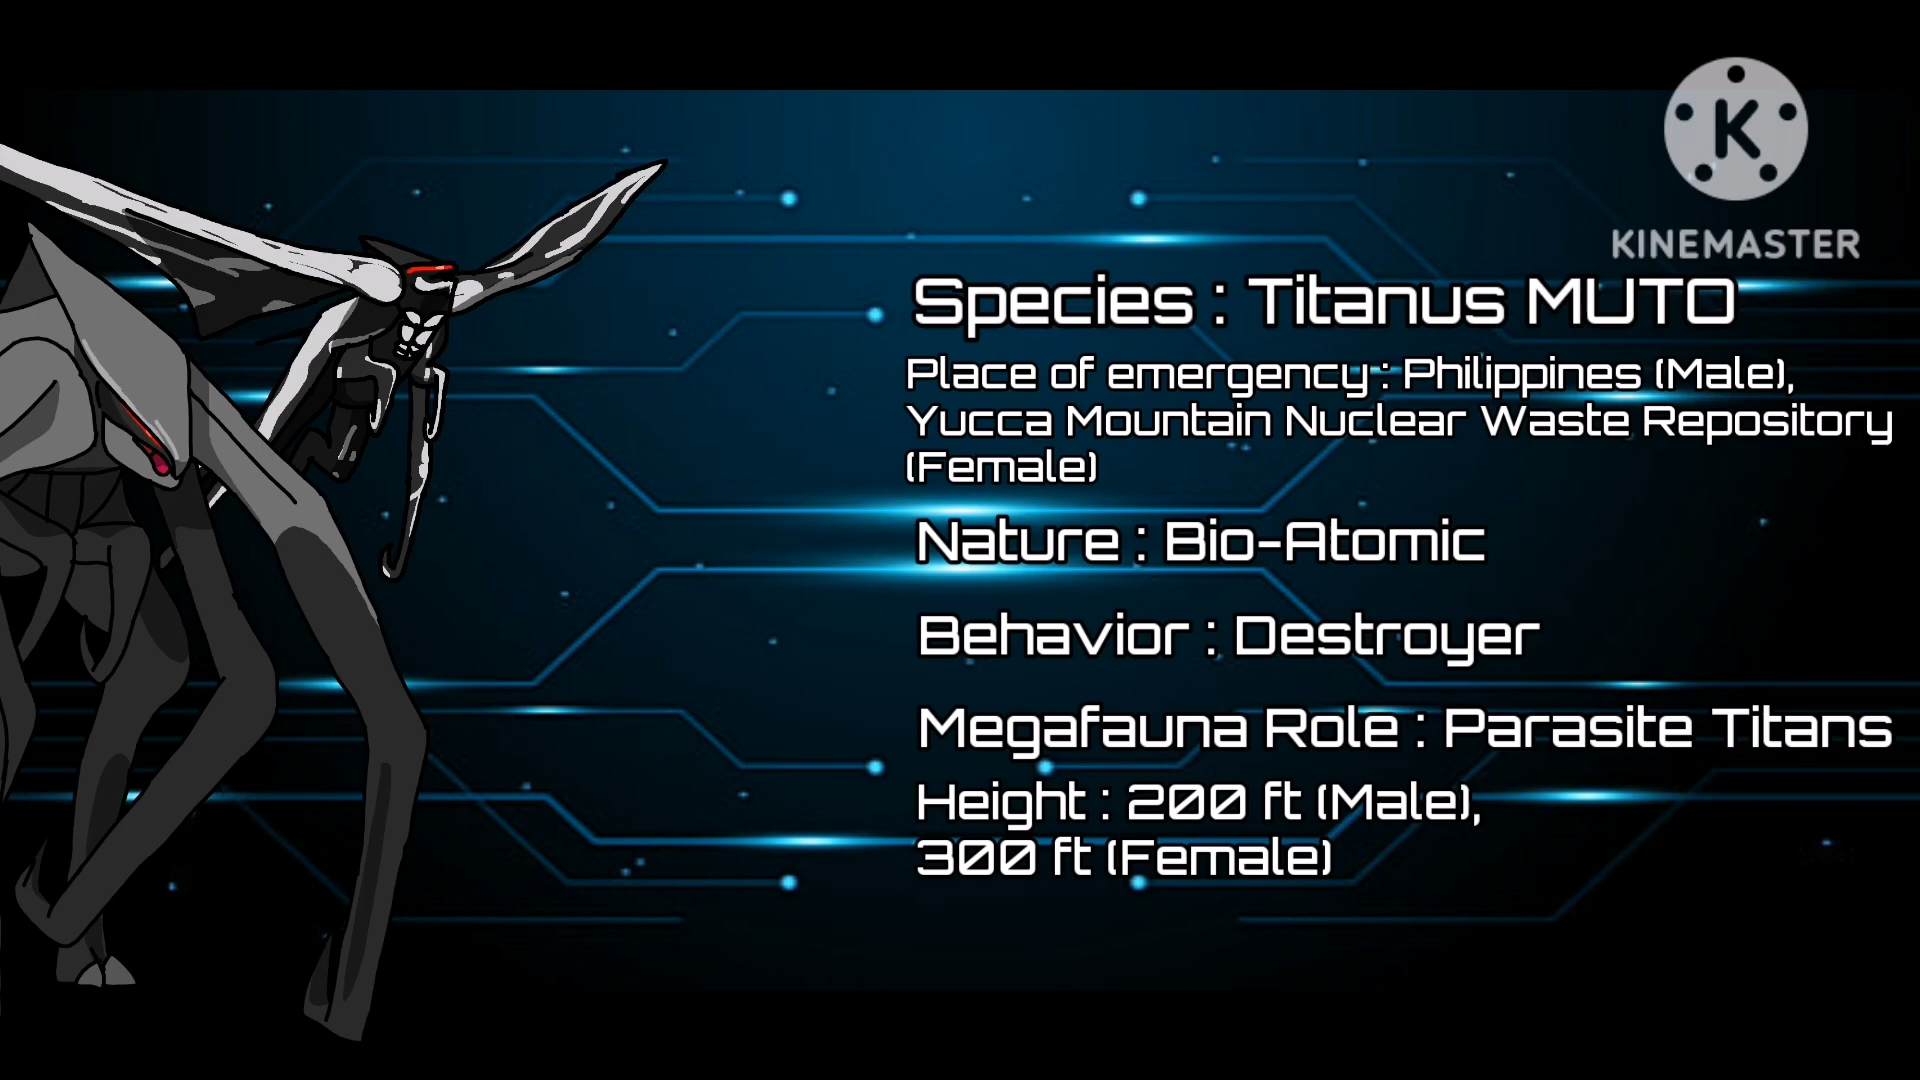 K
KINEMASTER
Species : Titanus MUTO
Place of emergency : Philippines (Male),
Yucca Mountain Nuclear Waste Repository
(Female)
Nature : Bio-Atomic
Behavior : Destroyer
Megafauna Role : Parasite Titans
Height : 200 ft (Male),
300 ft (Female)